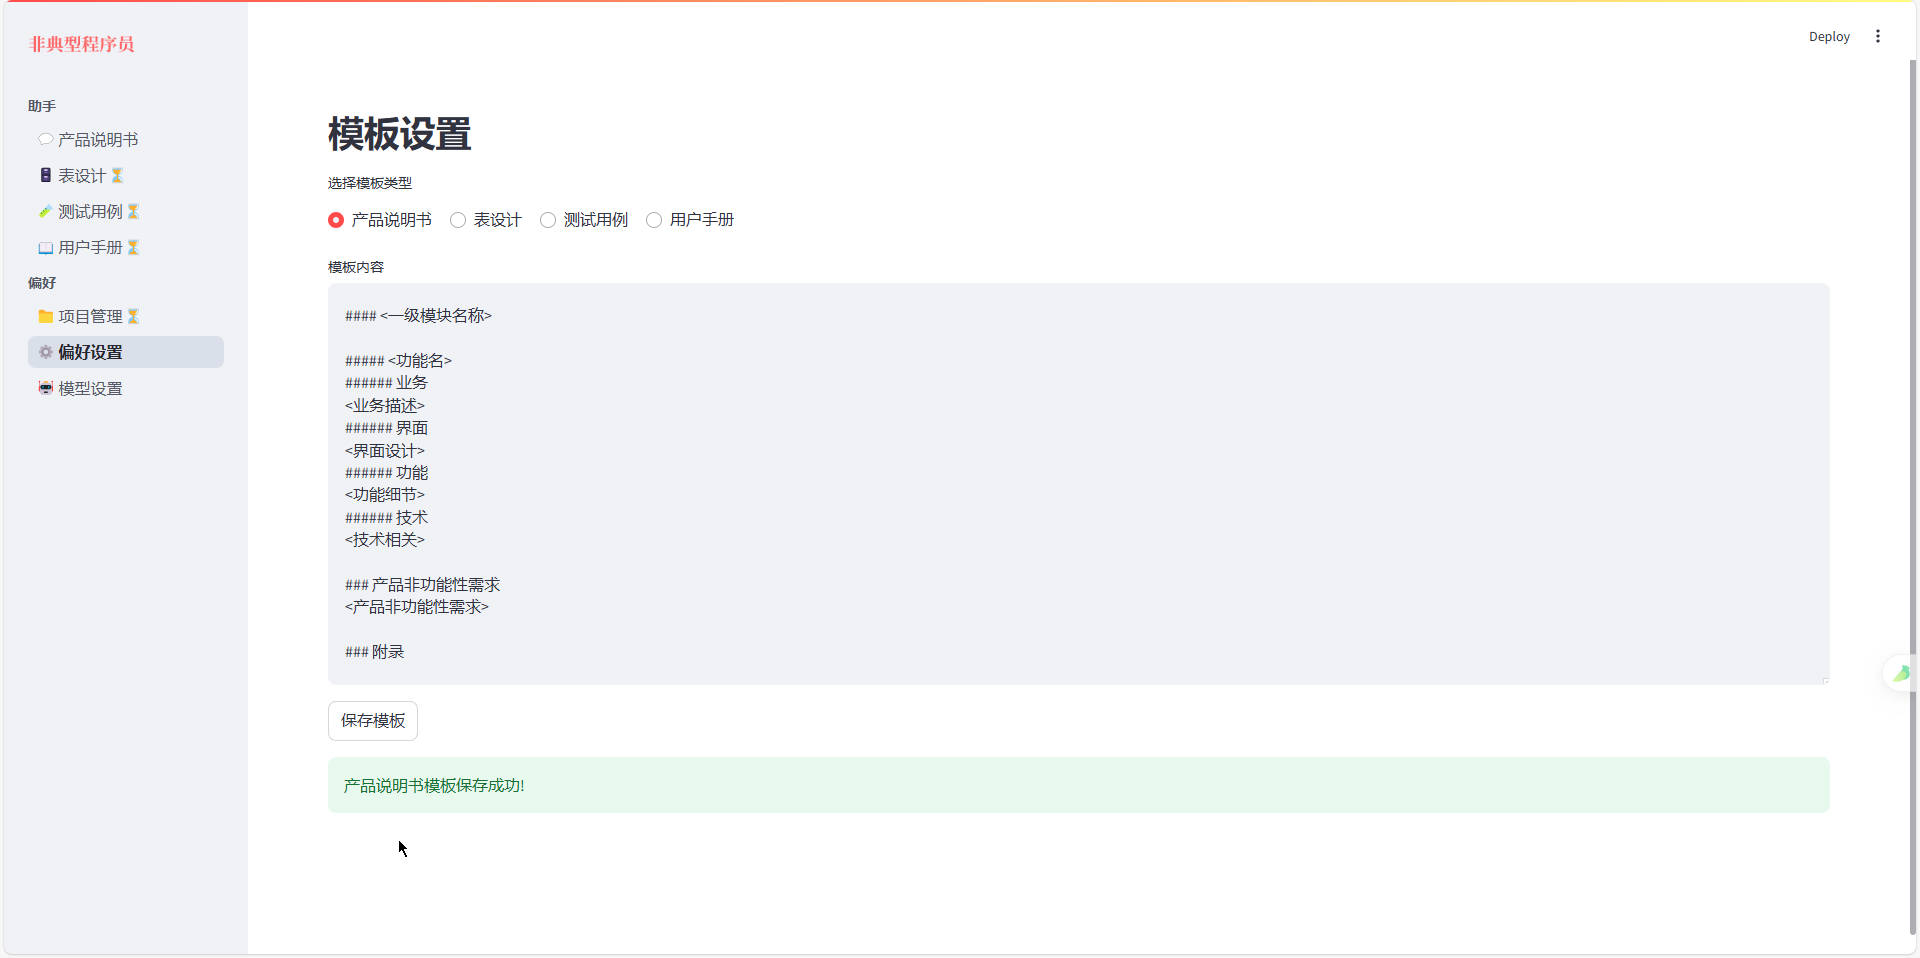 非典型程序员
Deploy
助手
产品说明书
表设计
测试用例
用户手册
偏好
项目管理
偏好设置
模型设置
模板设置
选择模板类型
产品说明书 表设计 测试用例 用户手册
模板内容
#### <一级模块名称>
##### <功能名>
###### 业务
<业务描述>
###### 界面
<界面设计>
###### 功能
<功能细节>
###### 技术
<技术相关>
### 产品非功能性需求
<产品非功能性需求>
### 附录
保存模板
产品说明书模板保存成功!